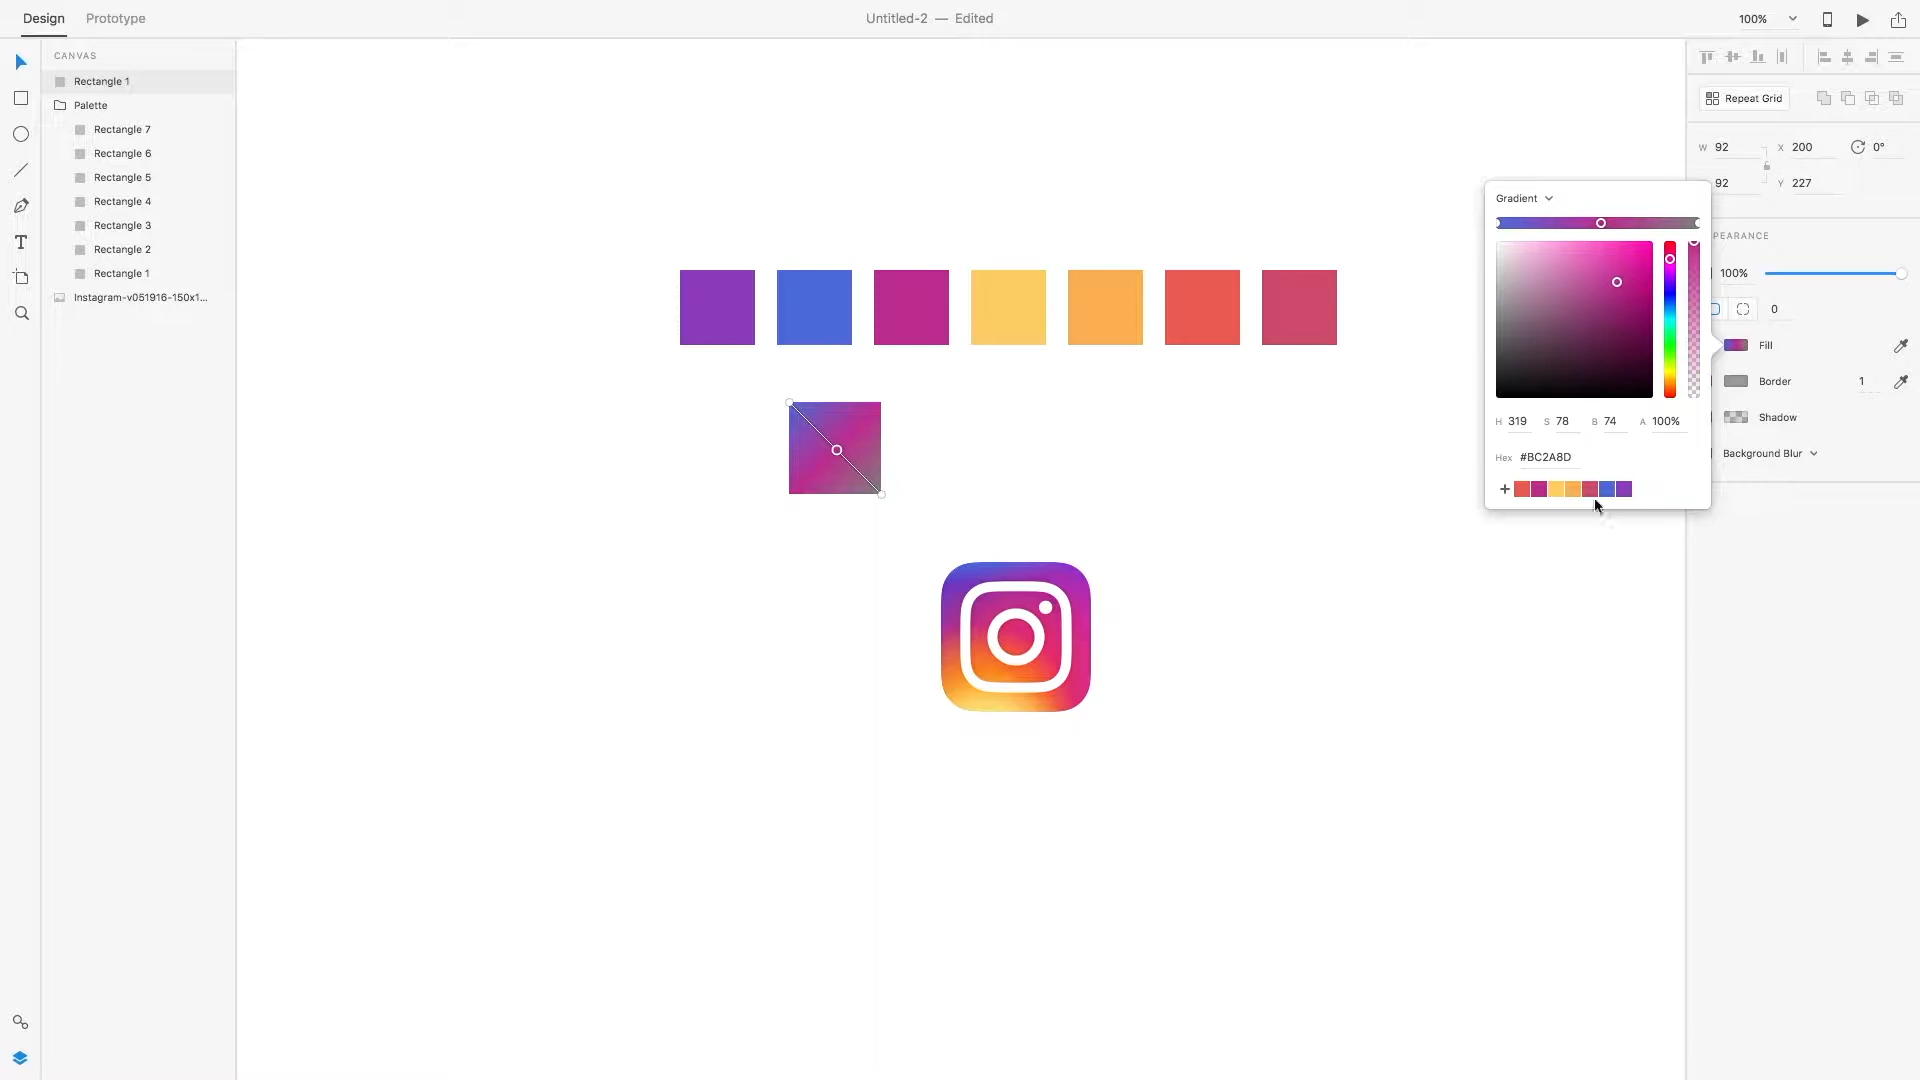 Design Prototype Untitled-2 — Edited 100%
CANVAS
Rectangle 1
Palette
Rectangle 7
Rectangle 6
Rectangle 5
Rectangle 4
Rectangle 3
Rectangle 2
Rectangle 1
Instagram-v051916-150x1...
Repeat Grid
W 92 X 200 0°
92 Y 227
PEARANCE
100%
0
Fill
Border 1
Shadow
Background Blur
Gradient
H 319 S 78 B 74 A 100%
Hex #BC2A8D